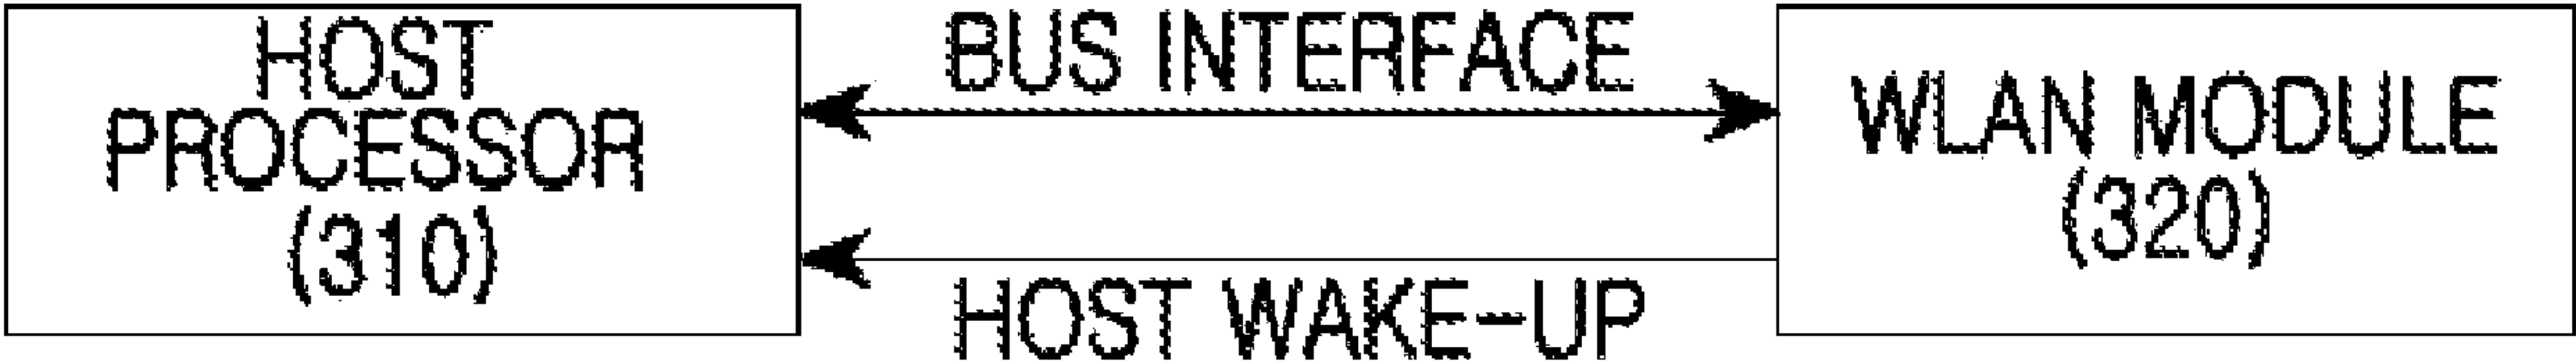 HOST
PROCESSOR
(310)
BUS INTERFACE
HOST WAKE-UP
WLAN MODULE
(320)